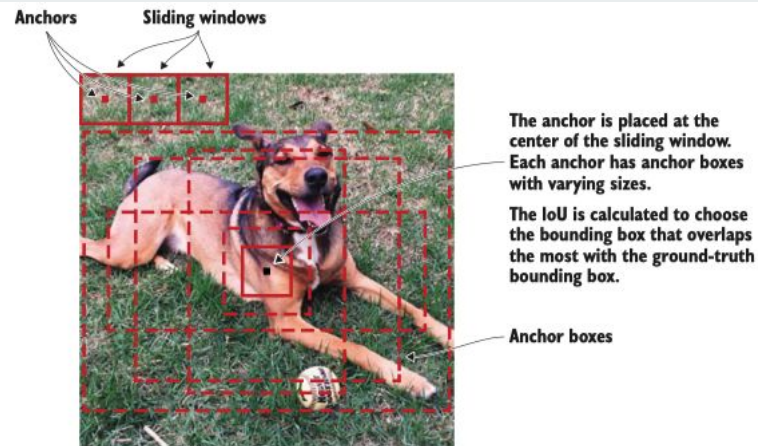 Anchors
Sliding windows
The anchor is placed at the
center of the sliding window.
Each anchor has anchor boxes
with varying sizes.
The IoU is calculated to choose
the bounding box that overlaps
the most with the ground-truth
bounding box.
Anchor boxes